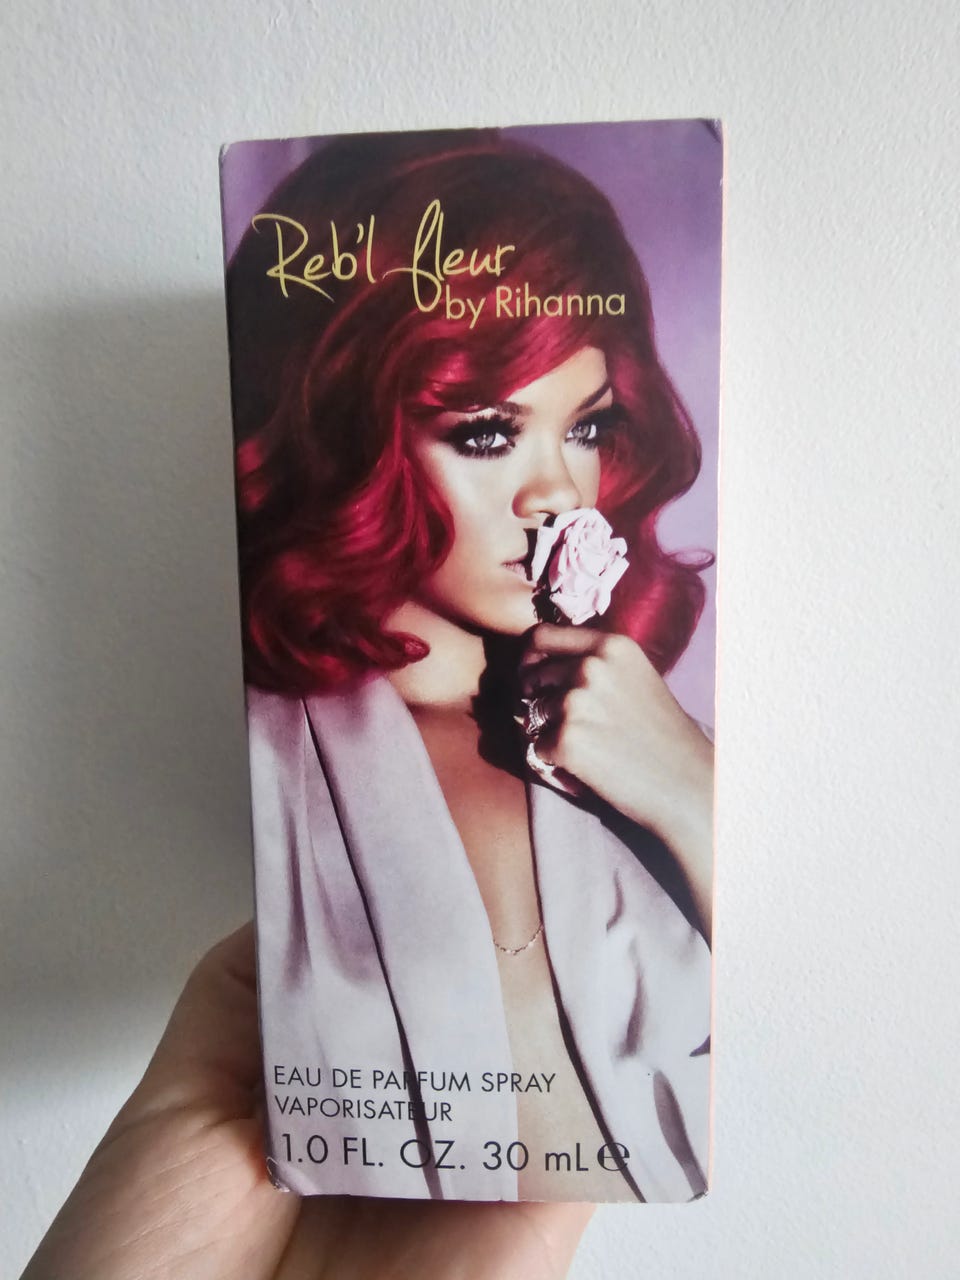 Reb'l fleur
by Rihanna
EAU DE PARFUM SPRAY
VAPORISATEUR
1.0 FL. OZ. 30 mL ℮